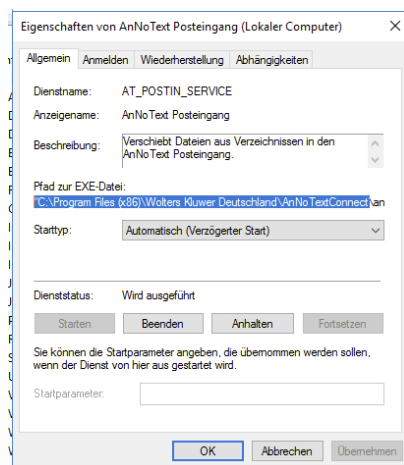 Eigenschaften von AnNoText Posteingang (Lokaler Computer)
Allgemein Anmelden Wiederherstellung Abhängigkeiten
Dienstname: AT_POSTIN_SERVICE
Anzeigename: AnNoText Posteingang
Beschreibung: Verschiebt Dateien aus Verzeichnissen in den
AnNoText Posteingang.
Pfad zur EXE-Datei:
"C:\Program Files (x86)\Wolters Kluwer Deutschland\AnNoTextConnect\an
Starttyp: Automatisch (Verzögerter Start)
Dienststatus: Wird ausgeführt
Starten Beenden Anhalten Fortsetzen
Sie können die Startparameter angeben, die übernommen werden sollen,
wenn der Dienst von hier aus gestartet wird.
Startparameter:
OK Abbrechen Übernehmen